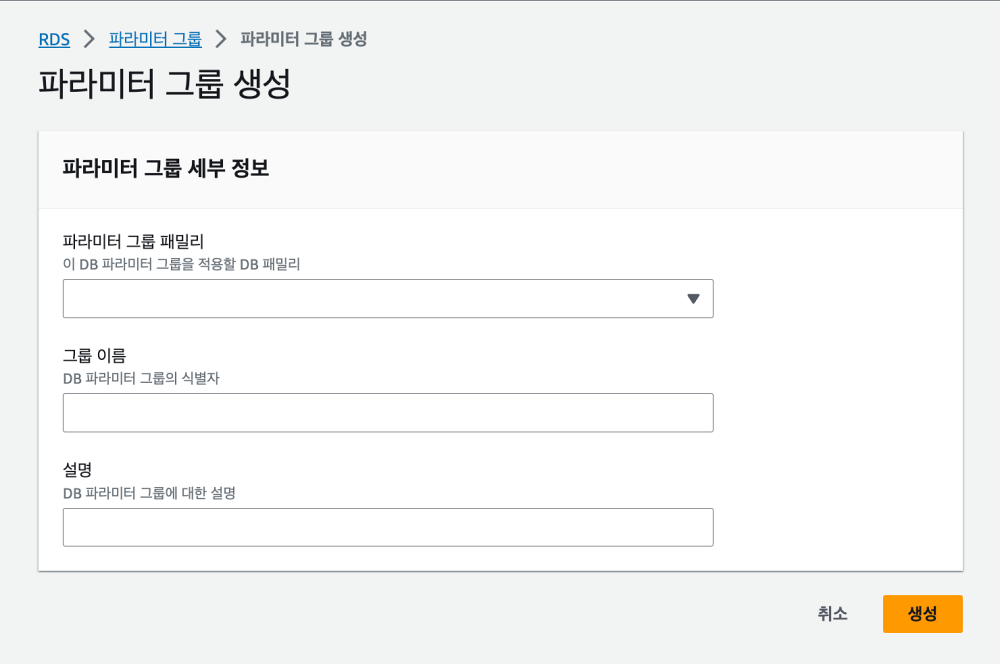 RDS > 파라미터 그룹 > 파라미터 그룹 생성
파라미터 그룹 생성
파라미터 그룹 세부 정보
파라미터 그룹 패밀리
이 DB 파라미터 그룹을 적용할 DB 패밀리
그룹 이름
DB 파라미터 그룹의 식별자
설명
DB 파라미터 그룹에 대한 설명
취소 생성